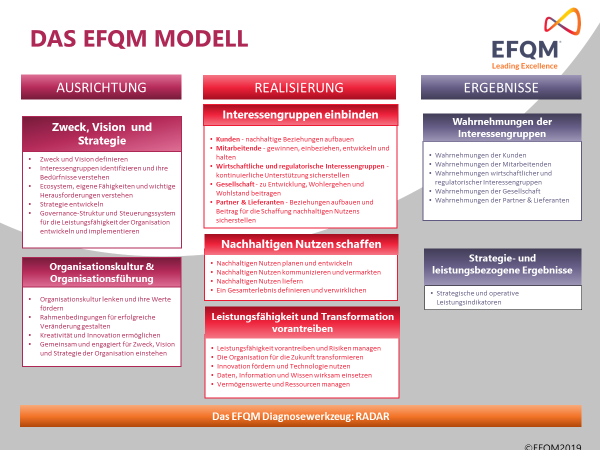 DAS EFQM MODELL
EFQM
Leading Excellence
AUSRICHTUNG
Zweck, Vision und
Strategie
• Zweck und Vision definieren
• Interessengruppen identifizieren und ihre
Bedürfnisse verstehen
• Ecosystem, eigene Fähigkeiten und wichtige
Herausforderungen verstehen
• Strategie entwickeln
• Governance-Struktur und Steuerungssystem
für die Leistungsfähigkeit der Organisation
entwickeln und implementieren
Organisationskultur &
Organisationsführung
• Organisationskultur lenken und ihre Werte
fördern
• Rahmenbedingungen für erfolgreiche
Veränderung gestalten
• Kreativität und Innovation ermöglichen
• Gemeinsam und engagiert für Zweck, Vision
und Strategie der Organisation einstehen
REALISIERUNG
Interessengruppen einbinden
• Kunden - nachhaltige Beziehungen aufbauen
• Mitarbeitende - gewinnen, einbeziehen, entwickeln und
halten
• Wirtschaftliche und regulatorische Interessengruppen -
kontinuierliche Unterstützung sicherstellen
• Gesellschaft - zu Entwicklung, Wohlergehen und
Wohlstand beitragen
• Partner & Lieferanten - Beziehungen aufbauen und
Beitrag für die Schaffung nachhaltigen Nutzens
sicherstellen
Nachhaltigen Nutzen schaffen
• Nachhaltigen Nutzen planen und entwickeln
• Nachhaltigen Nutzen kommunizieren und vermarkten
• Nachhaltigen Nutzen liefern
• Ein Gesamterlebnis definieren und verwirklichen
Leistungsfähigkeit und Transformation
vorantreiben
• Leistungsfähigkeit vorantreiben und Risiken managen
• Die Organisation für die Zukunft transformieren
• Innovation fördern und Technologie nutzen
• Daten, Information und Wissen wirksam einsetzen
• Vermögenswerte und Ressourcen managen
ERGEBNISSE
Wahrnehmungen der
Interessengruppen
• Wahrnehmungen der Kunden
• Wahrnehmungen der Mitarbeitenden
• Wahrnehmungen wirtschaftlicher und
regulatorischer Interessengruppen
• Wahrnehmungen der Gesellschaft
• Wahrnehmungen der Partner & Lieferanten
Strategie- und
leistungsbezogene Ergebnisse
• Strategische und operative
Leistungsindikatoren
Das EFQM Diagnosewerkzeug: RADAR
©EFQM2019